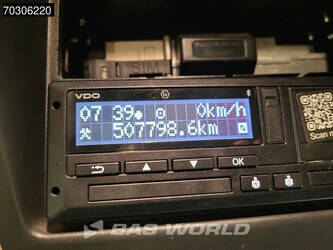 70306220
SIM
VDO
07 39 0km/h
507798.6km
OK
Scan m
BAS WORLD